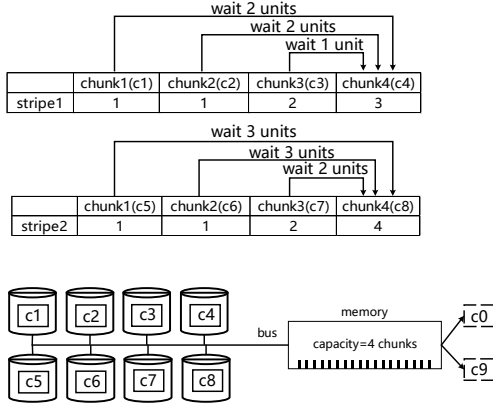 wait 2 units
wait 2 units
wait 1 unit
chunk1(c1) chunk2(c2) chunk3(c3) chunk4(c4)
stripe1 1 1 2 3
wait 3 units
wait 3 units
wait 2 units
chunk1(c5) chunk2(c6) chunk3(c7) chunk4(c8)
stripe2 1 1 2 4
c1 c2 c3 c4 memory c0
bus capacity=4 chunks
c5 c6 c7 c8 c9